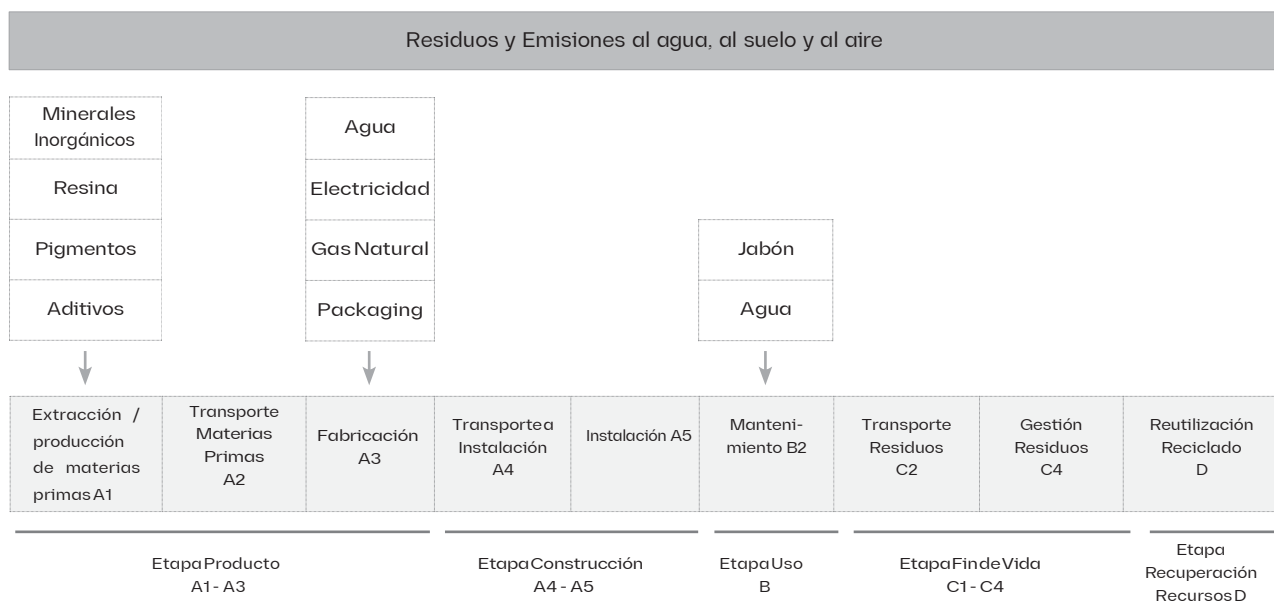 Residuos y Emisiones al agua, al suelo y al aire
Minerales
Inorgánicos
Resina
Pigmentos
Aditivos
Agua
Electricidad
Gas Natural
Packaging
Jabón
Agua
Extracción /
producción
de materias
primas A1
Transporte
Materias
Primas
A2
Fabricación
A3
Transporte a
Instalación
A4
Instalación A5
Manteni-
miento B2
Transporte
Residuos
C2
Gestión
Residuos
C4
Reutilización
Reciclado
D
Etapa Producto
A1 - A3
Etapa Construcción
A4 - A5
Etapa Uso
B
Etapa Fin de Vida
C1 - C4
Etapa
Recuperación
Recursos D